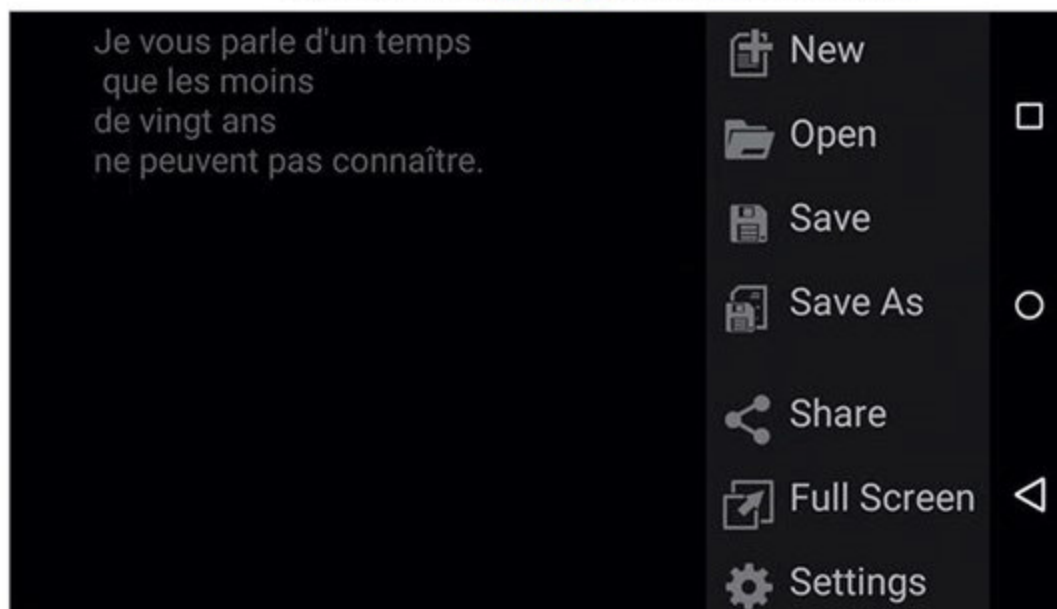 Je vous parle d'un temps
que les moins
de vingt ans
ne peuvent pas connaître.
New
Open
Save
Save As
Share
Full Screen
Settings